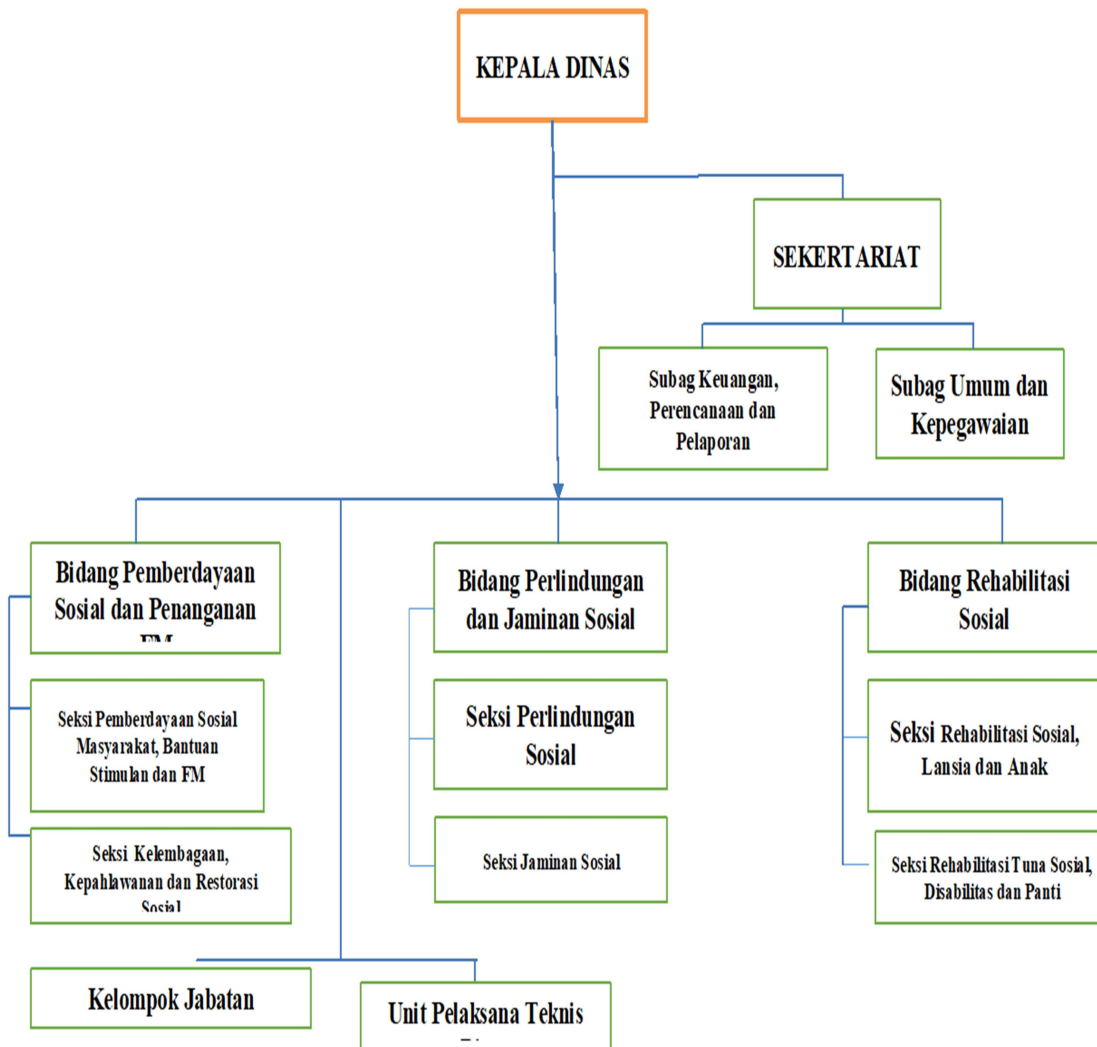 KEPALA DINAS
SEKERTARIAT
Subag Keuangan,
Perencanaan dan
Pelaporan
Subag Umum dan
Kepegawaian
Bidang Pemberdayaan
Sosial dan Penanganan
FM
Bidang Perlindungan
dan Jaminan Sosial
Bidang Rehabilitasi
Sosial
Seksi Pemberdayaan Sosial
Masyarakat, Bantuan
Stimulan dan FM
Seksi Perlindungan
Sosial
Seksi Rehabilitasi Sosial,
Lansia dan Anak
Seksi Kelembagaan,
Kepahlawanan dan Restorasi
Sosial
Seksi Jaminan Sosial
Seksi Rehabilitasi Tuna Sosial,
Disabilitas dan Panti
Kelompok Jabatan
Unit Pelaksana Teknis